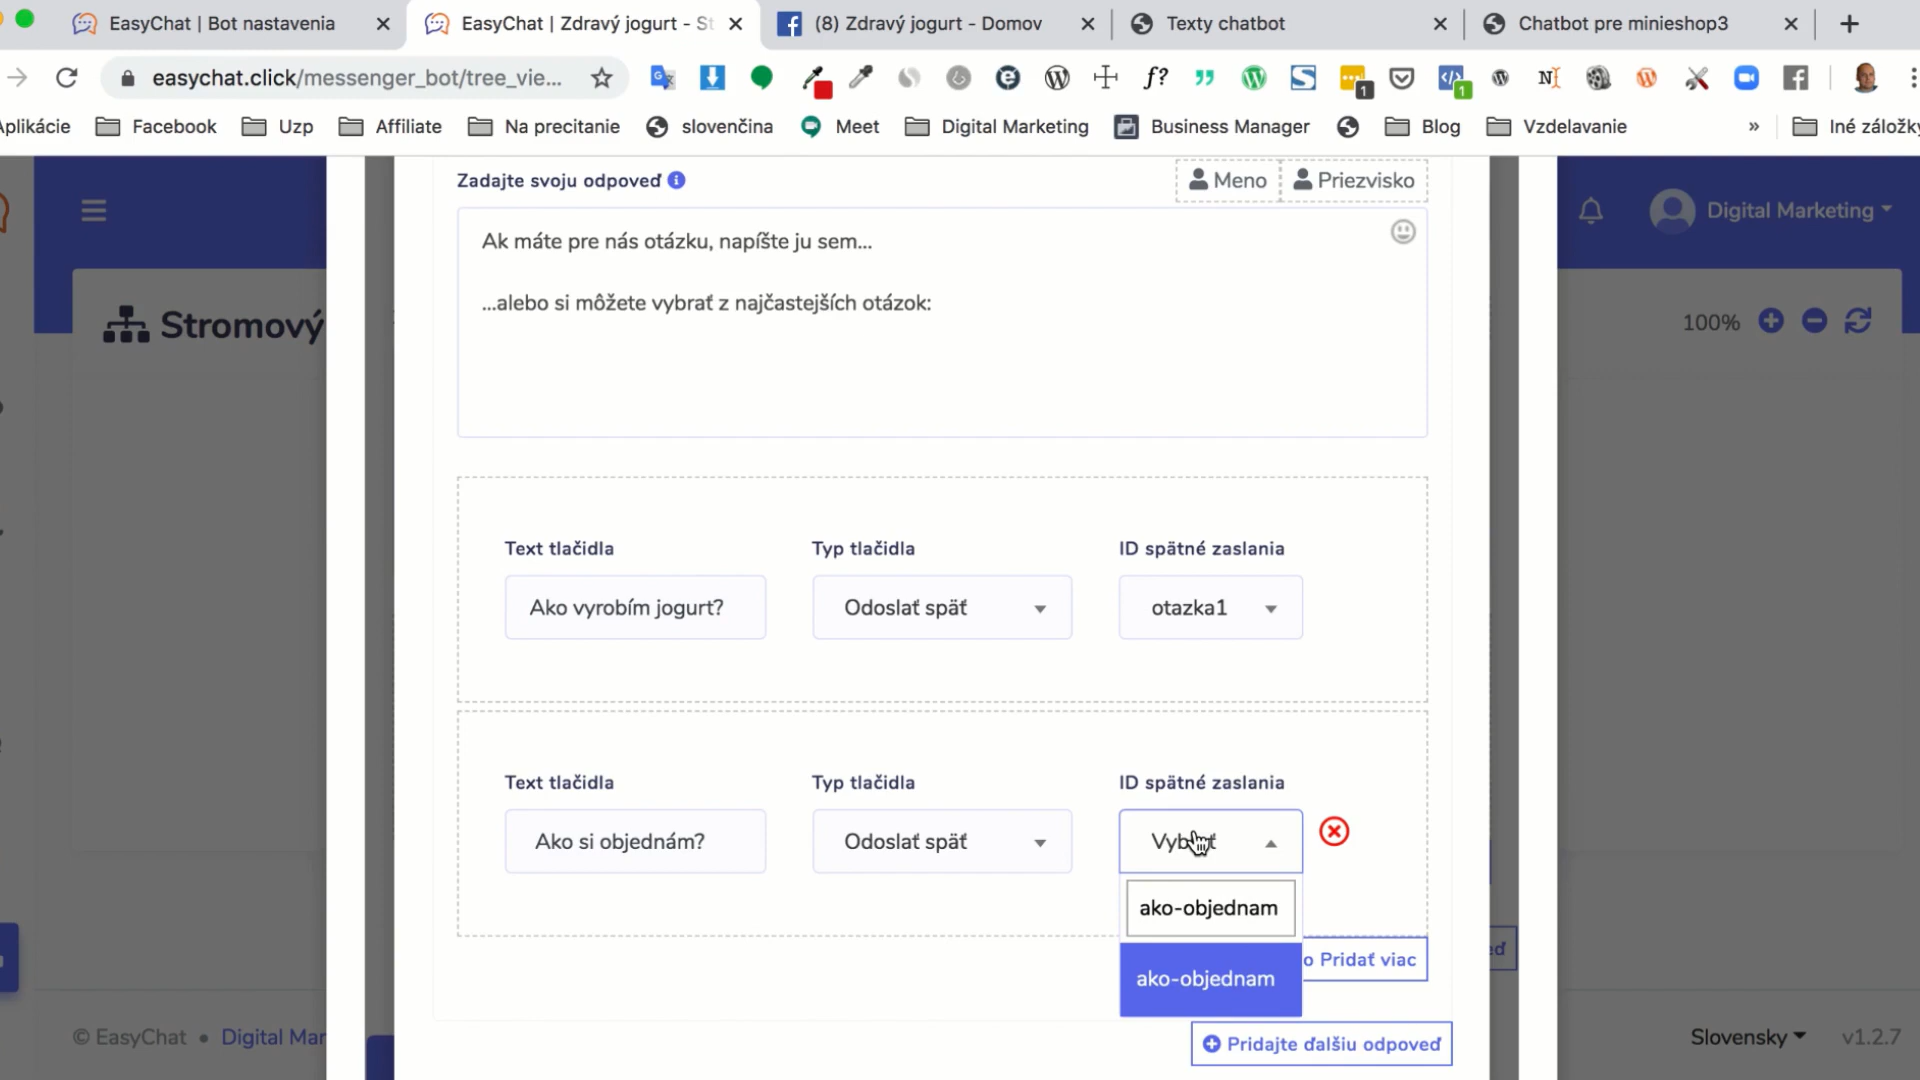 EasyChat | Bot nastavenia
EasyChat | Zdravý jogurt - St
(8) Zdravý jogurt - Domov
Texty chatbot
Chatbot pre minieshop3
easychat.click/messenger_bot/tree_vie...
f?
1
1
Aplikácie
Facebook
Uzp
Affiliate
Na precitanie
slovenčina
Meet
Digital Marketing
Business Manager
Blog
Vzdelavanie
»
Iné záložky
Zadajte svoju odpoveď
Meno
Priezvisko
Digital Marketing
Ak máte pre nás otázku, napíšte ju sem...
...alebo si môžete vybrať z najčastejších otázok:
Stromový
100%
Text tlačidla
Typ tlačidla
ID spätné zaslania
Ako vyrobím jogurt?
Odoslať späť
otazka1
Text tlačidla
Typ tlačidla
ID spätné zaslania
Ako si objednám?
Odoslať späť
ako-objednam
Pridať viac
ako-objednam
© EasyChat • Digital Mar
Pridajte ďalšiu odpoveď
Slovensky
v1.2.7